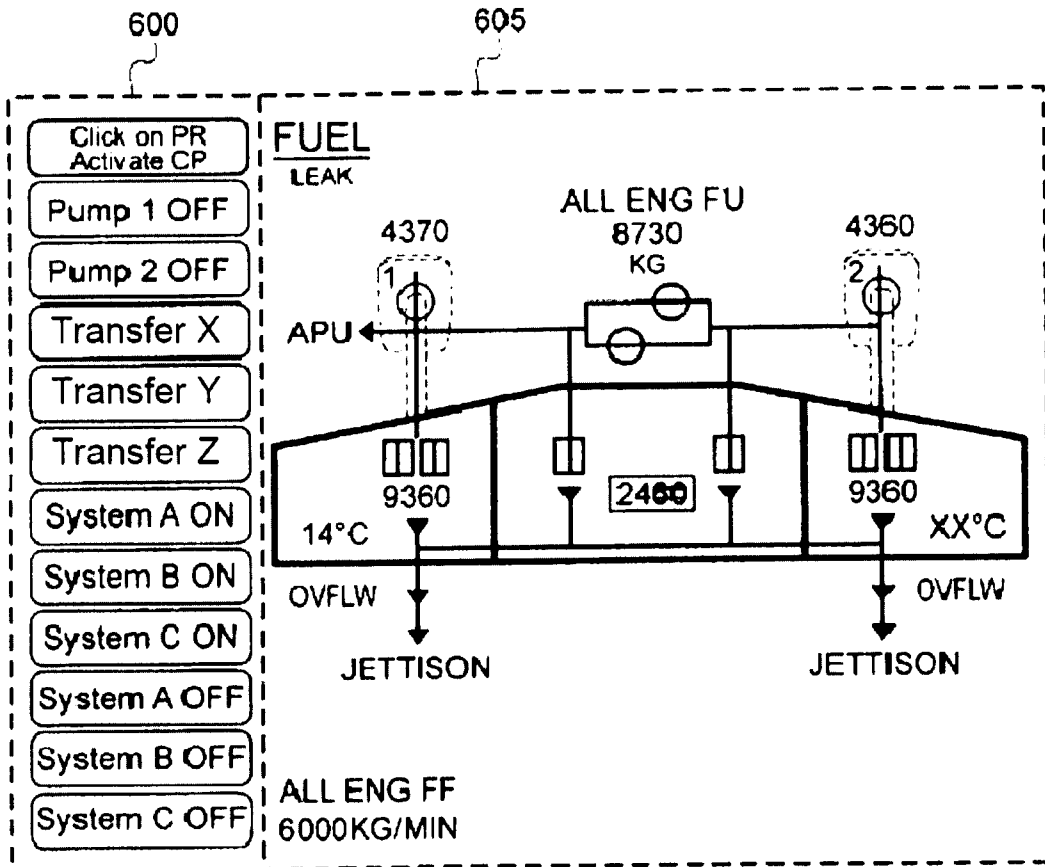 600
605
Click on PR
Activate CP
Pump 1 OFF
Pump 2 OFF
Transfer X
Transfer Y
Transfer Z
System A ON
System B ON
System C ON
System A OFF
System B OFF
System C OFF
FUEL
LEAK
ALL ENG FU
4370
8730
4360
KG
1
2
APU
9360
2460
9360
14°C
XX°C
OVFLW
OVFLW
JETTISON
JETTISON
ALL ENG FF
6000KG/MIN